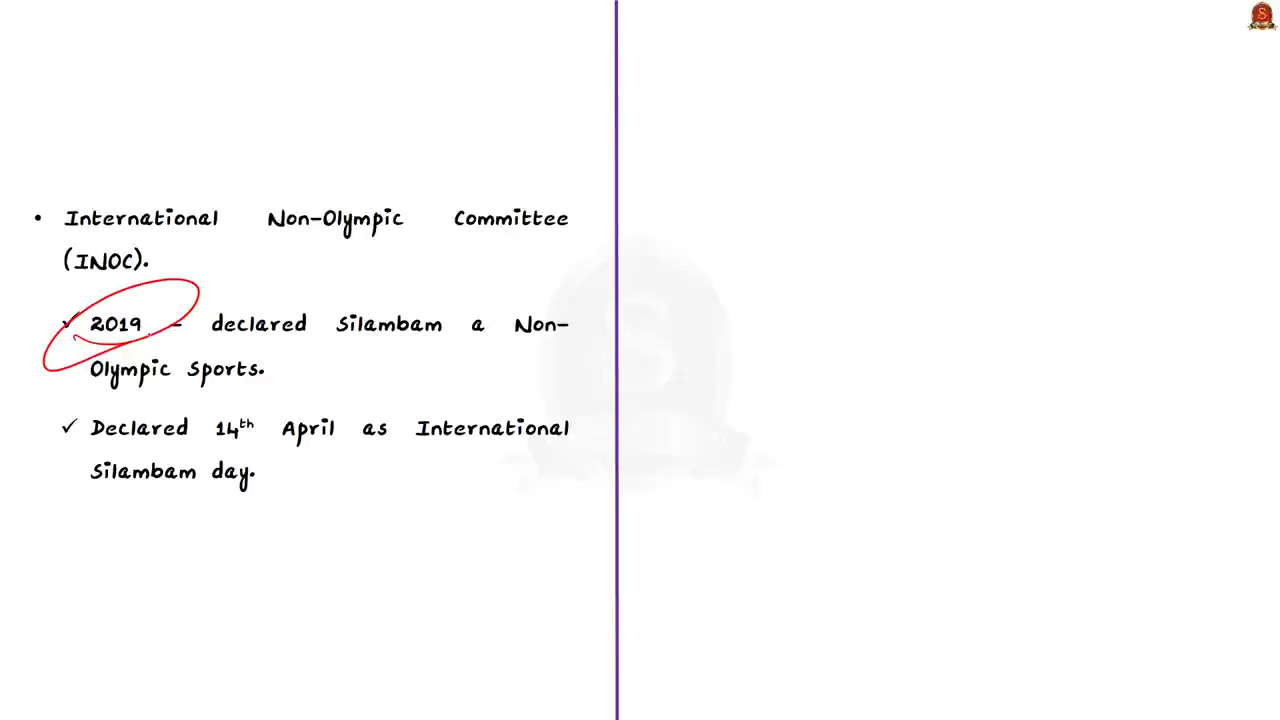 • International Non-Olympic Committee
(INOC).
✓ 2019 - declared Silambam a Non-
Olympic Sports.
✓ Declared 14th April as International
Silambam day.
S